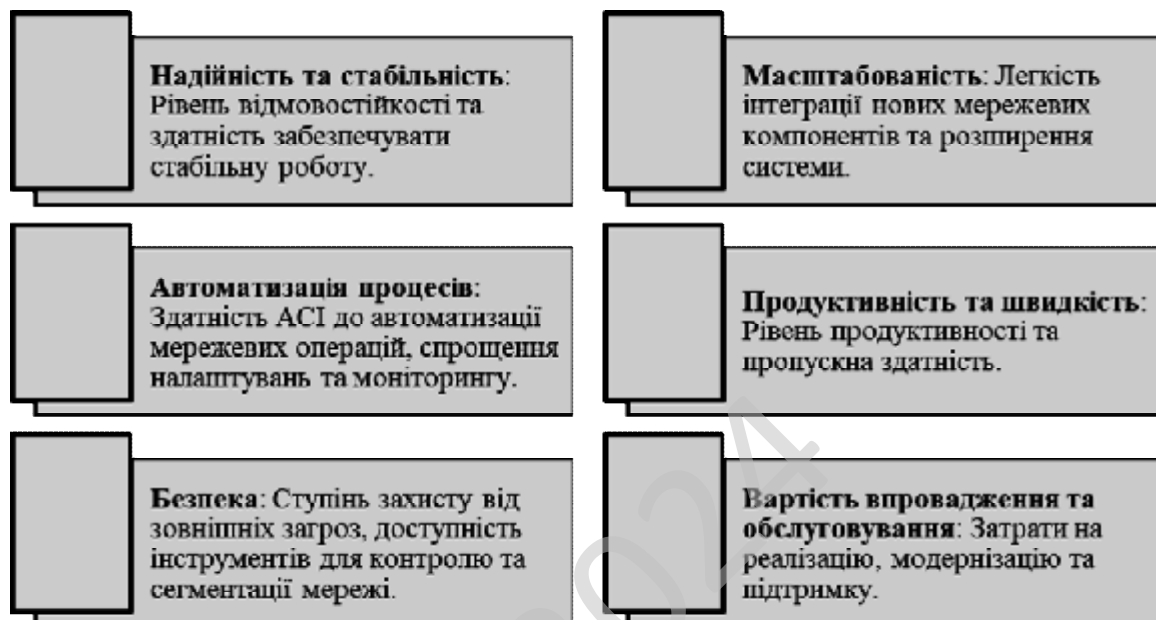 Надійність та стабільність:
Рівень відмовостійкості та
здатність забезпечувати
стабільну роботу.
Масштабованість: Легкість
інтеграції нових мережевих
компонентів та розширення
системи.
Автоматизація процесів:
Здатність ACI до автоматизації
мережевих операцій, спрощення
налаштувань та моніторингу.
Продуктивність та швидкість:
Рівень продуктивності та
пропускна здатність.
Безпека: Ступінь захисту від
зовнішніх загроз, доступність
інструментів для контролю та
сегментації мережі.
Вартість впровадження та
обслуговування: Затрати на
реалізацію, модернізацію та
підтримку.
2024